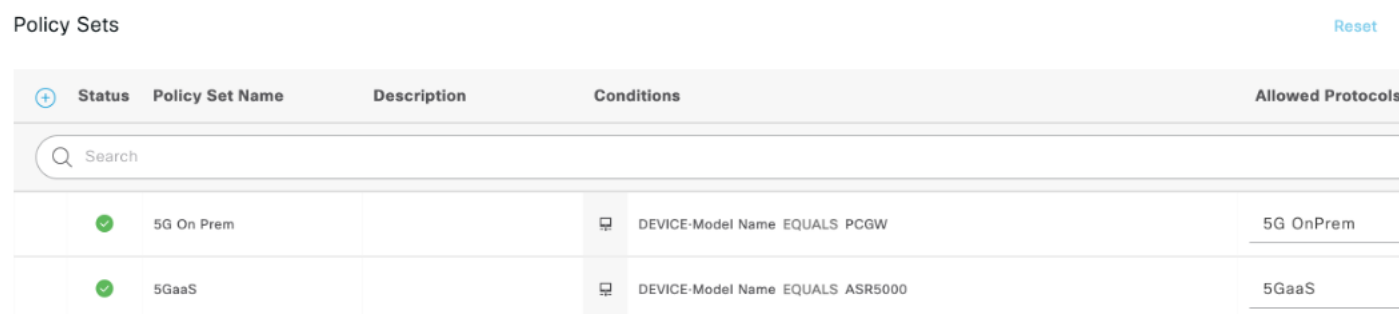 Policy Sets Reset
Status Policy Set Name Description Conditions Allowed Protocols
Search
5G On Prem DEVICE-Model Name EQUALS PCGW 5G OnPrem
5GaaS DEVICE-Model Name EQUALS ASR5000 5GaaS